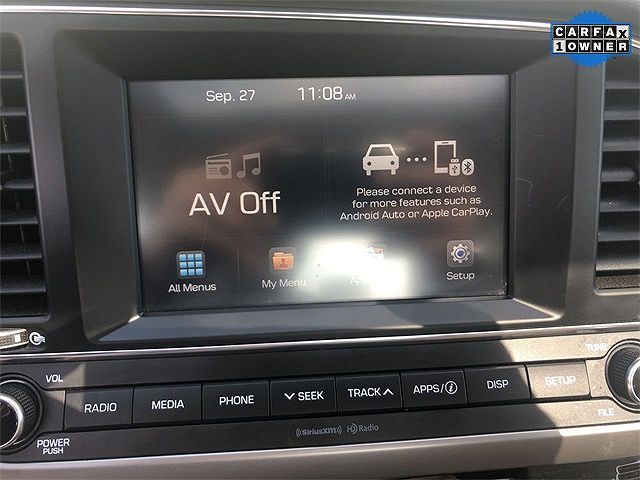 CARFAX
1 OWNER
Sep. 27 11:08 AM
AV Off
Please connect a device
for more features such as
Android Auto or Apple CarPlay.
All Menus My Menu Setup
VOL TUNE
RADIO MEDIA PHONE SEEK TRACK APPS/ DISP SETUP
POWER
PUSH
FILE
((SiriusXM)) HD Radio